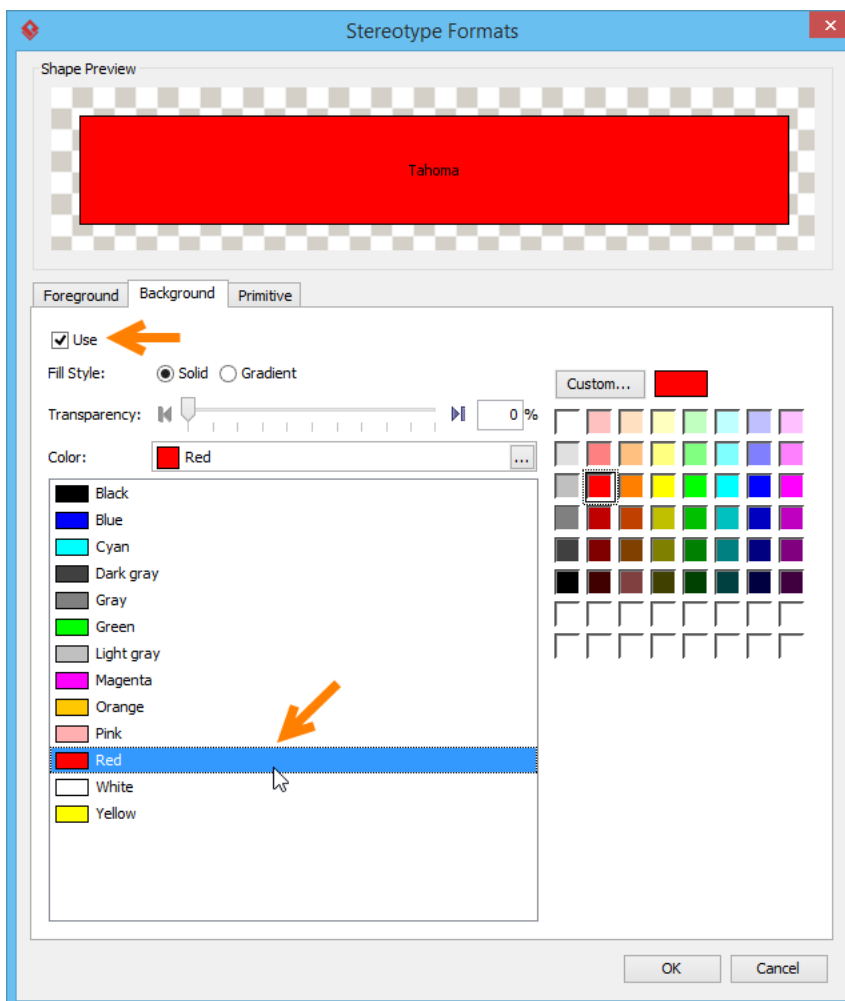 Stereotype Formats
Shape Preview
Tahoma
Foreground Background Primitive
Use
Fill Style: Solid Gradient
Transparency: 0 %
Custom...
Color: Red ...
Black
Blue
Cyan
Dark gray
Gray
Green
Light gray
Magenta
Orange
Pink
Red
White
Yellow
OK Cancel